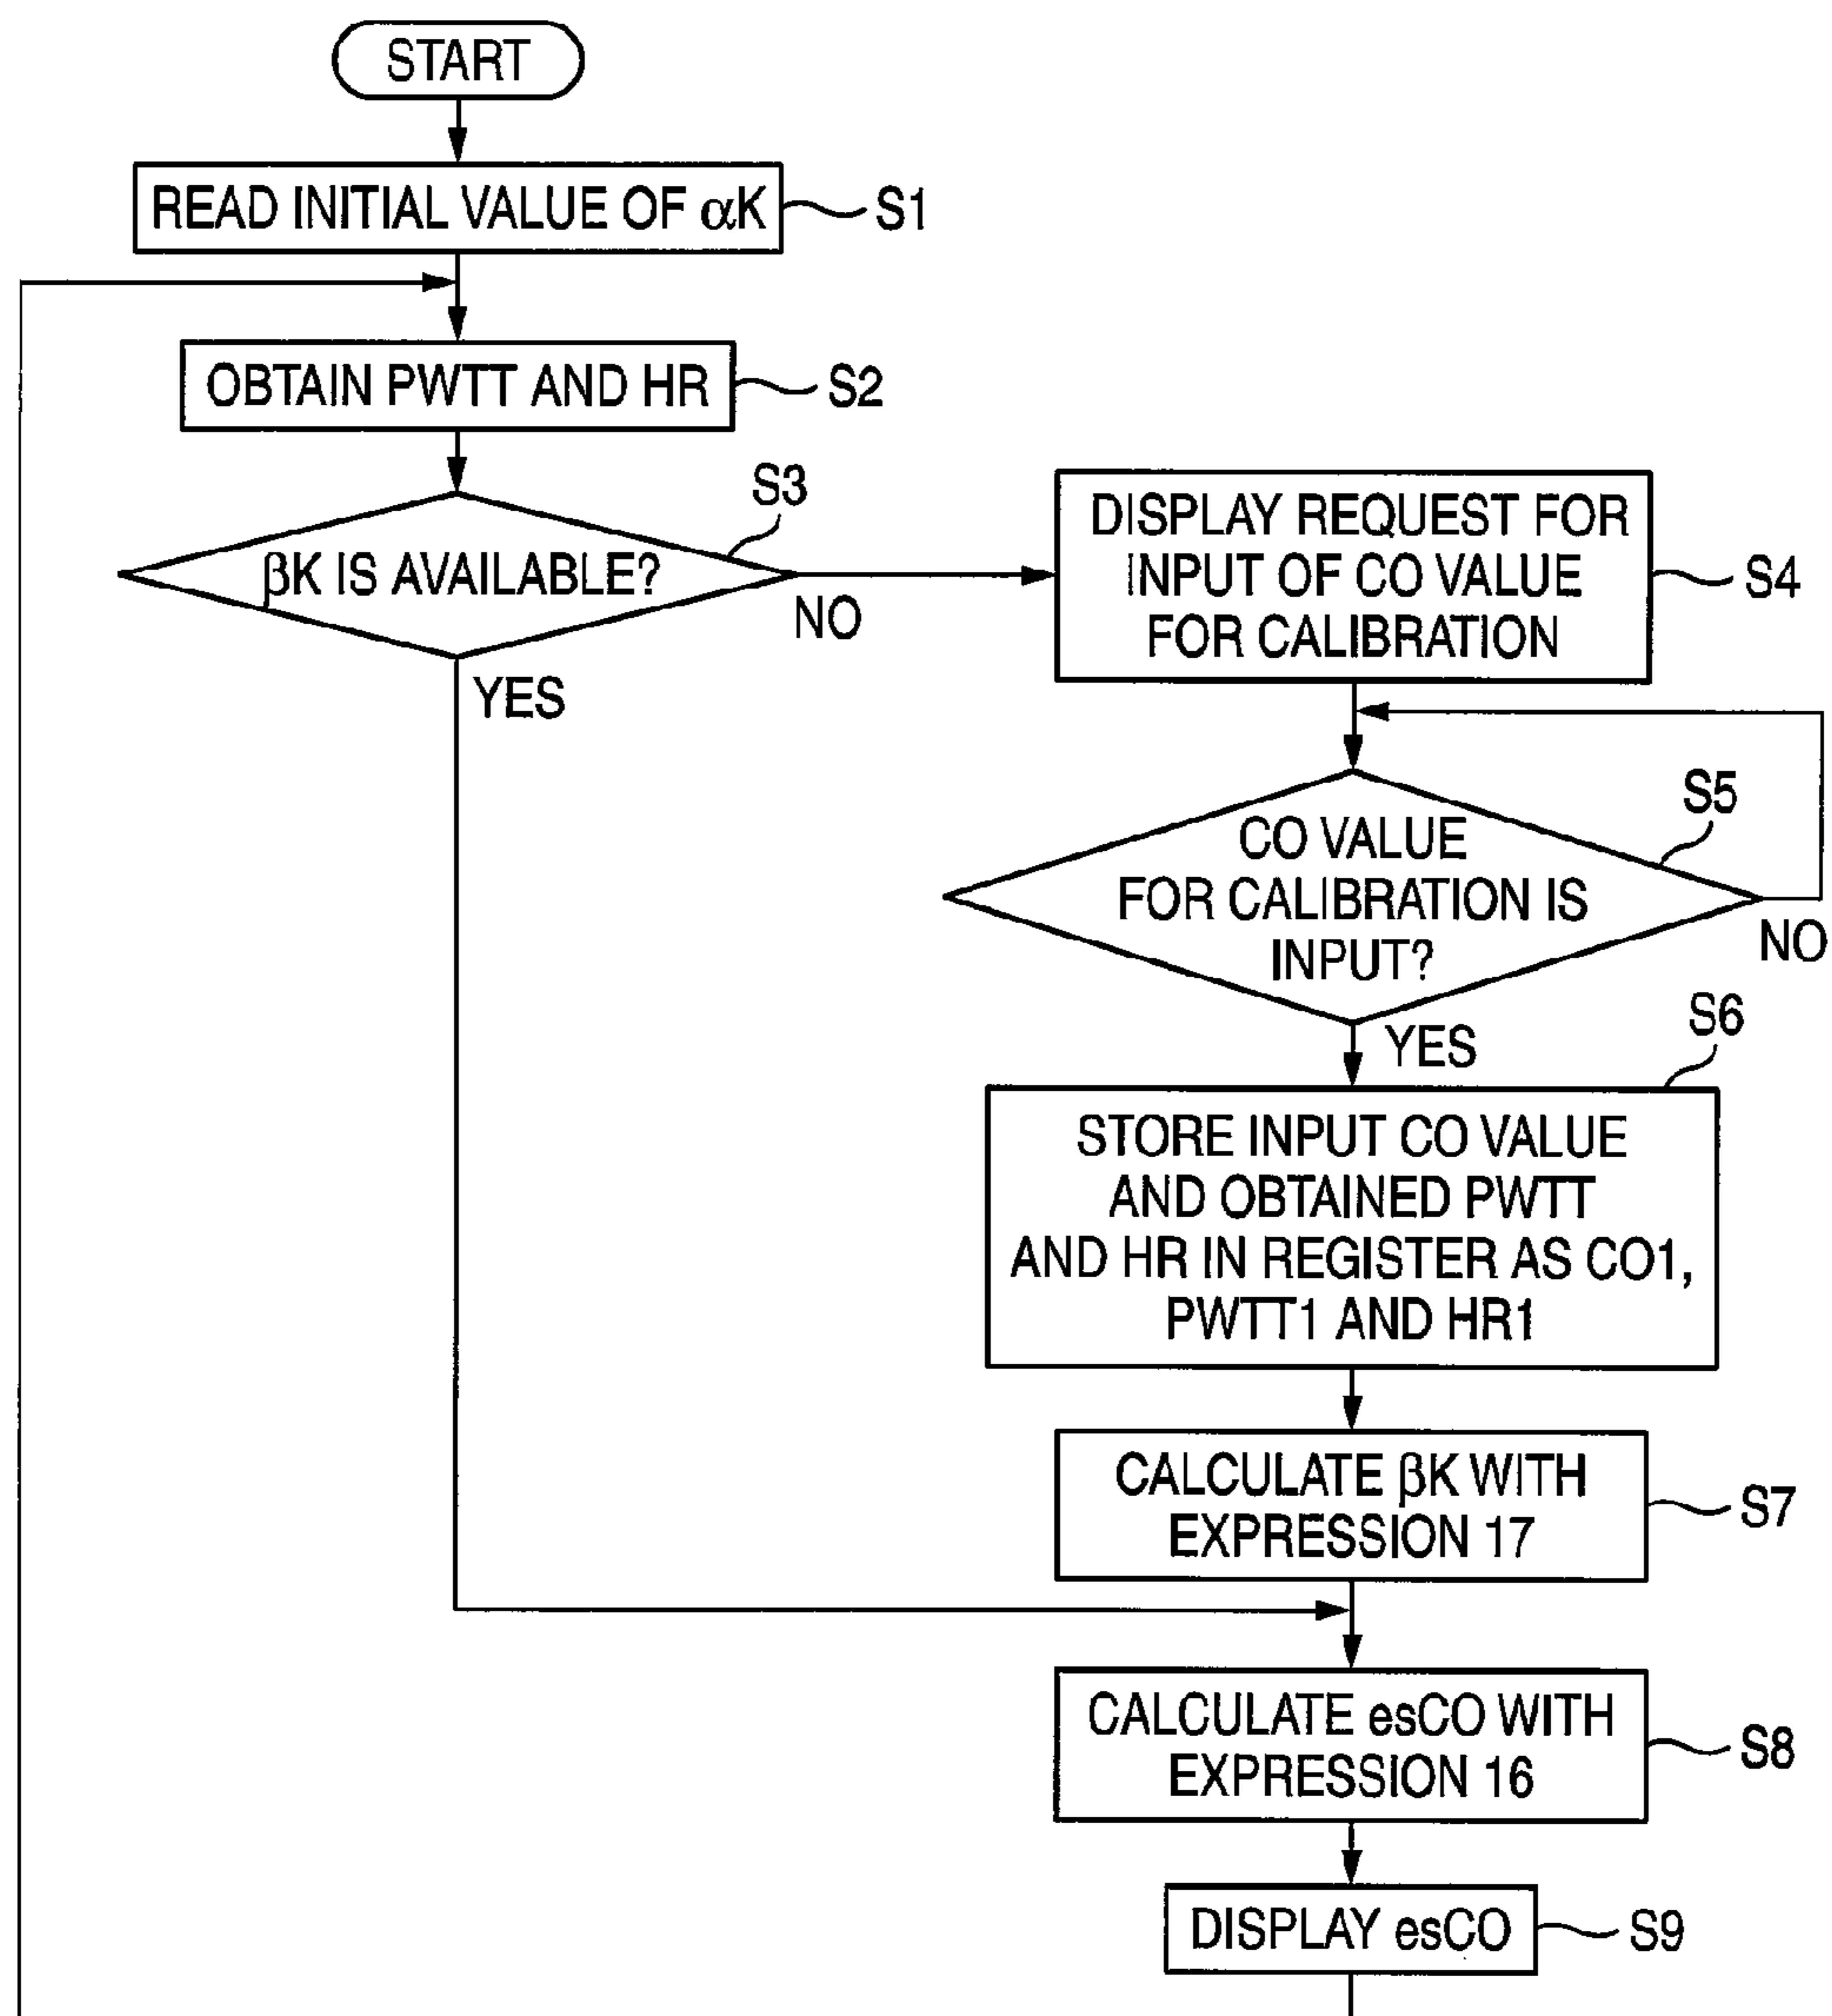 START
READ INITIAL VALUE OF αK
S1
OBTAIN PWTT AND HR
S2
S3
βK IS AVAILABLE?
NO
YES
DISPLAY REQUEST FOR
INPUT OF CO VALUE
FOR CALIBRATION
S4
S5
CO VALUE
FOR CALIBRATION IS
INPUT?
NO
YES
S6
STORE INPUT CO VALUE
AND OBTAINED PWTT
AND HR IN REGISTER AS CO1,
PWTT1 AND HR1
CALCULATE βK WITH
EXPRESSION 17
S7
CALCULATE esCO WITH
EXPRESSION 16
S8
DISPLAY esCO
S9